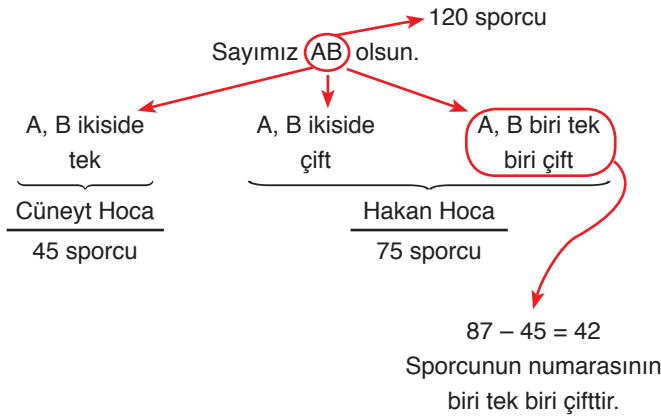 120 sporcu
Sayımız AB olsun.
A, B ikiside
tek
A, B ikiside
çift
A, B biri tek
biri çift
Cüneyt Hoca
45 sporcu
Hakan Hoca
75 sporcu
87 – 45 = 42
Sporcunun numarasının
biri tek biri çifttir.